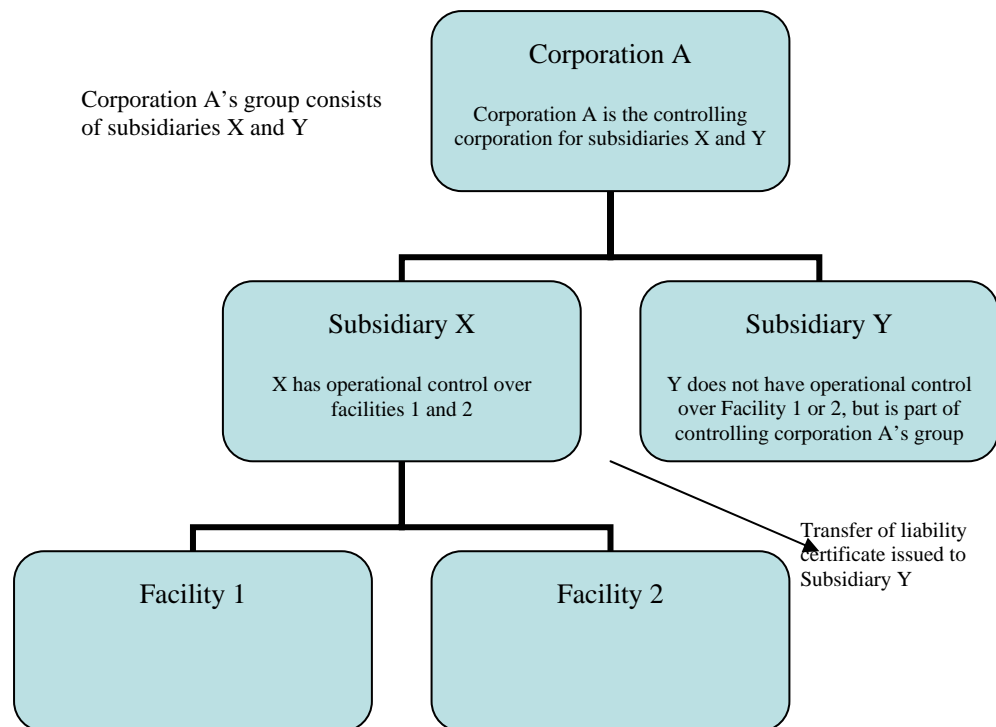 Corporation A
Corporation A’s group consists
of subsidiaries X and Y
Corporation A is the controlling
corporation for subsidiaries X and Y
Subsidiary X
X has operational control over
facilities 1 and 2
Subsidiary Y
Y does not have operational control
over Facility 1 or 2, but is part of
controlling corporation A’s group
Transfer of liability
certificate issued to
Subsidiary Y
Facility 1
Facility 2